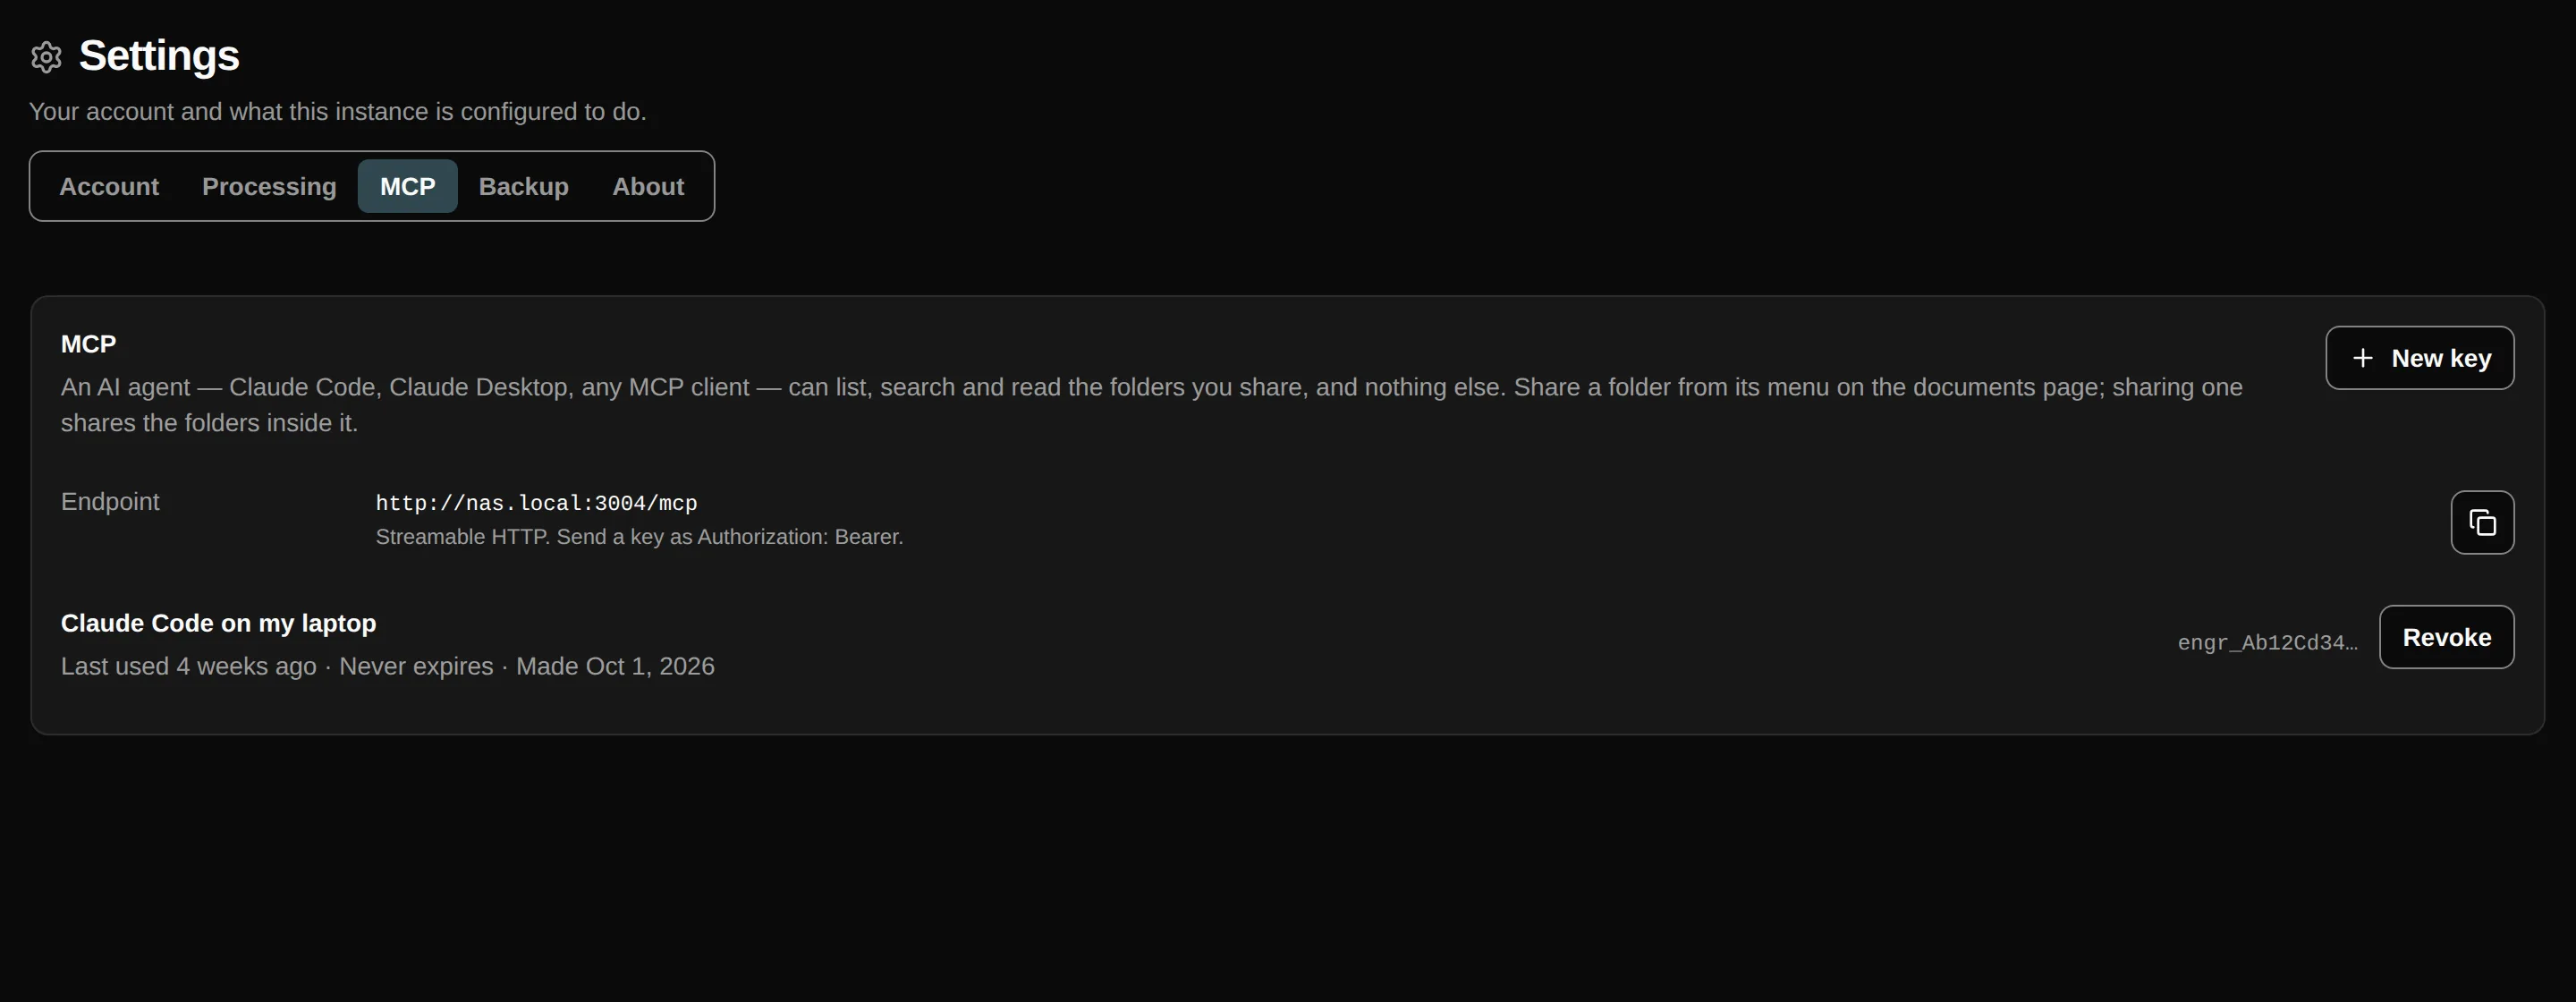 Settings
Your account and what this instance is configured to do.
Account Processing MCP Backup About
MCP
New key
An AI agent — Claude Code, Claude Desktop, any MCP client — can list, search and read the folders you share, and nothing else. Share a folder from its menu on the documents page; sharing one
shares the folders inside it.
Endpoint
http://nas.local:3004/mcp
Streamable HTTP. Send a key as Authorization: Bearer.
Claude Code on my laptop
Last used 4 weeks ago · Never expires · Made Oct 1, 2026
engr_Ab12Cd34…
Revoke